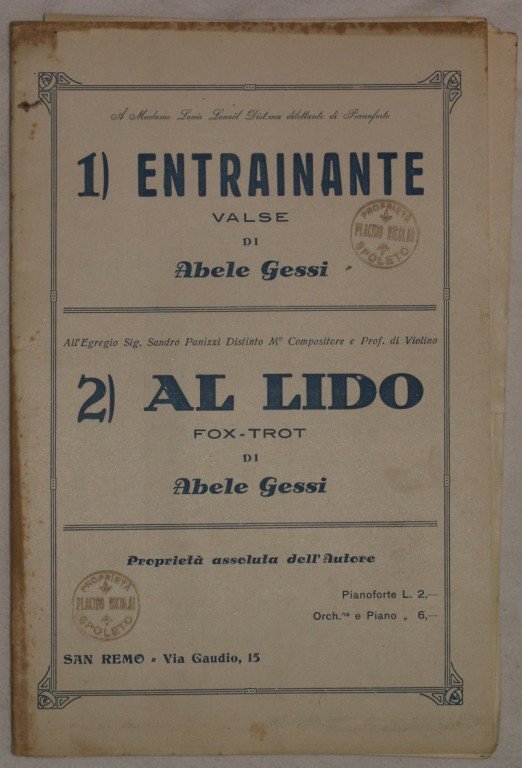 A Madame Louis Lenoël Dist.ma dilettante di Pianoforte
1) ENTRAINANTE
VALSE
DI
Abele Gessi
PROPRIETÀ
PLACIDO NICOLAI
SPOLETO
All'Egregio Sig. Sandro Panizzi Distinto M° Compositore e Prof. di Violino
2) AL LIDO
FOX-TROT
DI
Abele Gessi
Proprietà assoluta dell'Autore
PROPRIETÀ
PLACIDO NICOLAI
SPOLETO
Pianoforte L. 2,—
Orch.na e Piano „ 6,—
SAN REMO - Via Gaudio, 15